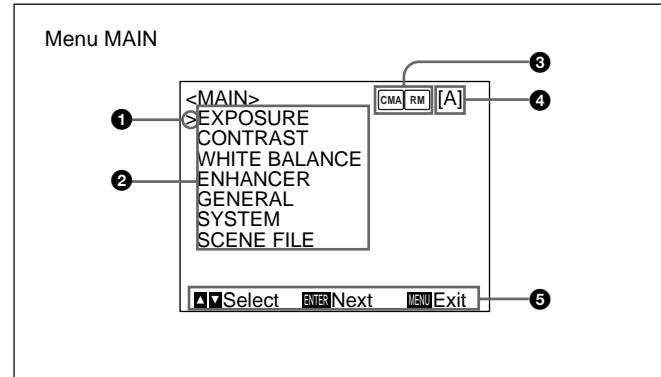 Menu MAIN
3
<MAIN> CMA RM [A] 4
1 >EXPOSURE
CONTRAST
WHITE BALANCE
2 ENHANCER
GENERAL
SYSTEM
SCENE FILE
▲▼Select ENTER Next MENU Exit 5